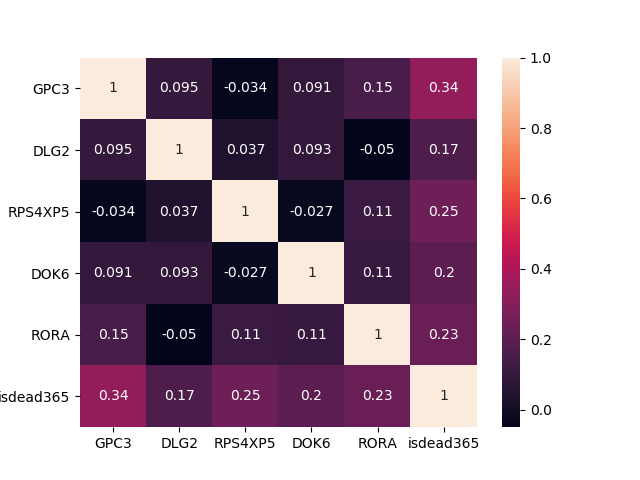 GPC3 1 0.095 -0.034 0.091 0.15 0.34
DLG2 0.095 1 0.037 0.093 -0.05 0.17
RPS4XP5 -0.034 0.037 1 -0.027 0.11 0.25
DOK6 0.091 0.093 -0.027 1 0.11 0.2
RORA 0.15 -0.05 0.11 0.11 1 0.23
isdead365 0.34 0.17 0.25 0.2 0.23 1
GPC3 DLG2 RPS4XP5 DOK6 RORA isdead365
1.0
0.8
0.6
0.4
0.2
0.0